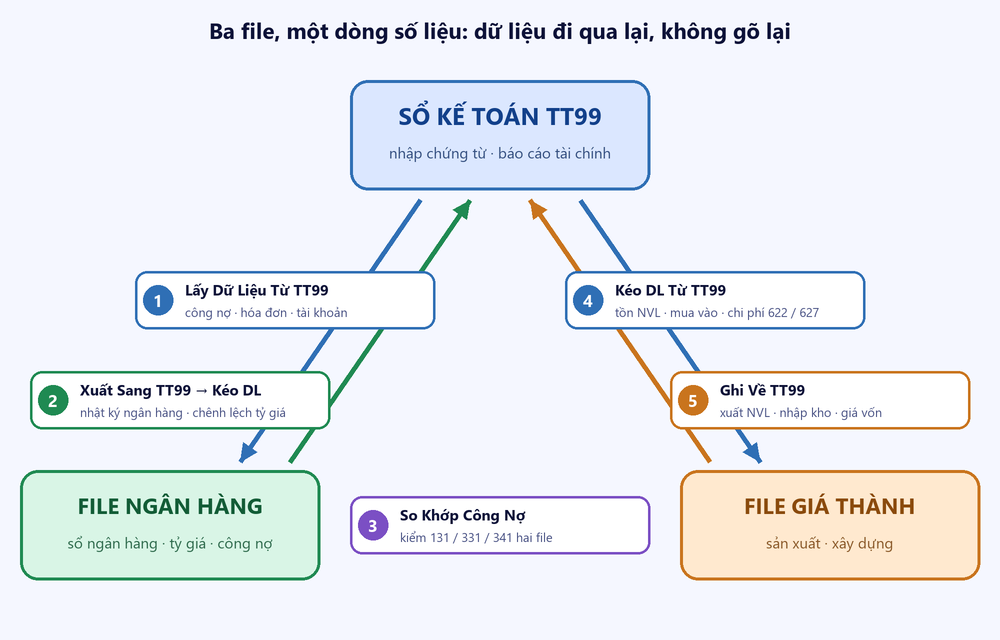 Ba file, một dòng số liệu: dữ liệu đi qua lại, không gõ lại
SỔ KẾ TOÁN TT99
nhập chứng từ · báo cáo tài chính
1
Lấy Dữ Liệu Từ TT99
công nợ · hóa đơn · tài khoản
4
Kéo DL Từ TT99
tồn NVL · mua vào · chi phí 622 / 627
2
Xuất Sang TT99 → Kéo DL
nhật ký ngân hàng · chênh lệch tỷ giá
5
Ghi Về TT99
xuất NVL · nhập kho · giá vốn
FILE NGÂN HÀNG
sổ ngân hàng · tỷ giá · công nợ
3
So Khớp Công Nợ
kiểm 131 / 331 / 341 hai file
FILE GIÁ THÀNH
sản xuất · xây dựng